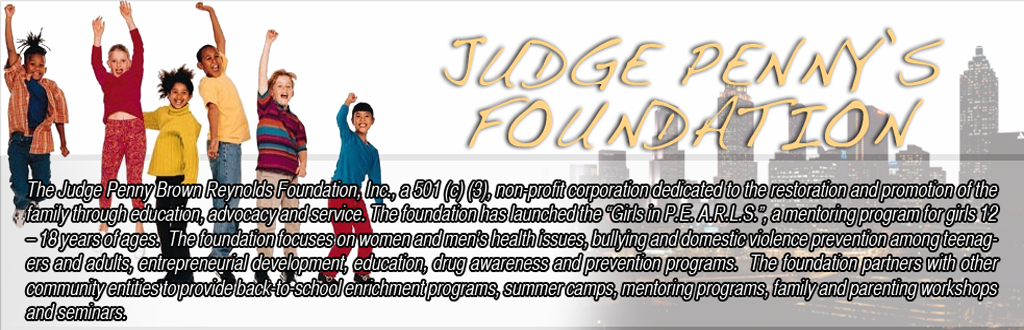 JUDGE PENNY'S
FOUNDATION
The Judge Penny Brown Reynolds Foundation, Inc., a 501 (c) (3), non-profit corporation dedicated to the restoration and promotion of the
family through education, advocacy and service. The foundation has launched the “Girls in P.E. A.R.L.S.”, a mentoring program for girls 12
– 18 years of ages. The foundation focuses on women and men’s health issues, bullying and domestic violence prevention among teenag-
ers and adults, entrepreneurial development, education, drug awareness and prevention programs. The foundation partners with other
community entities to provide back-to-school enrichment programs, summer camps, mentoring programs, family and parenting workshops
and seminars.